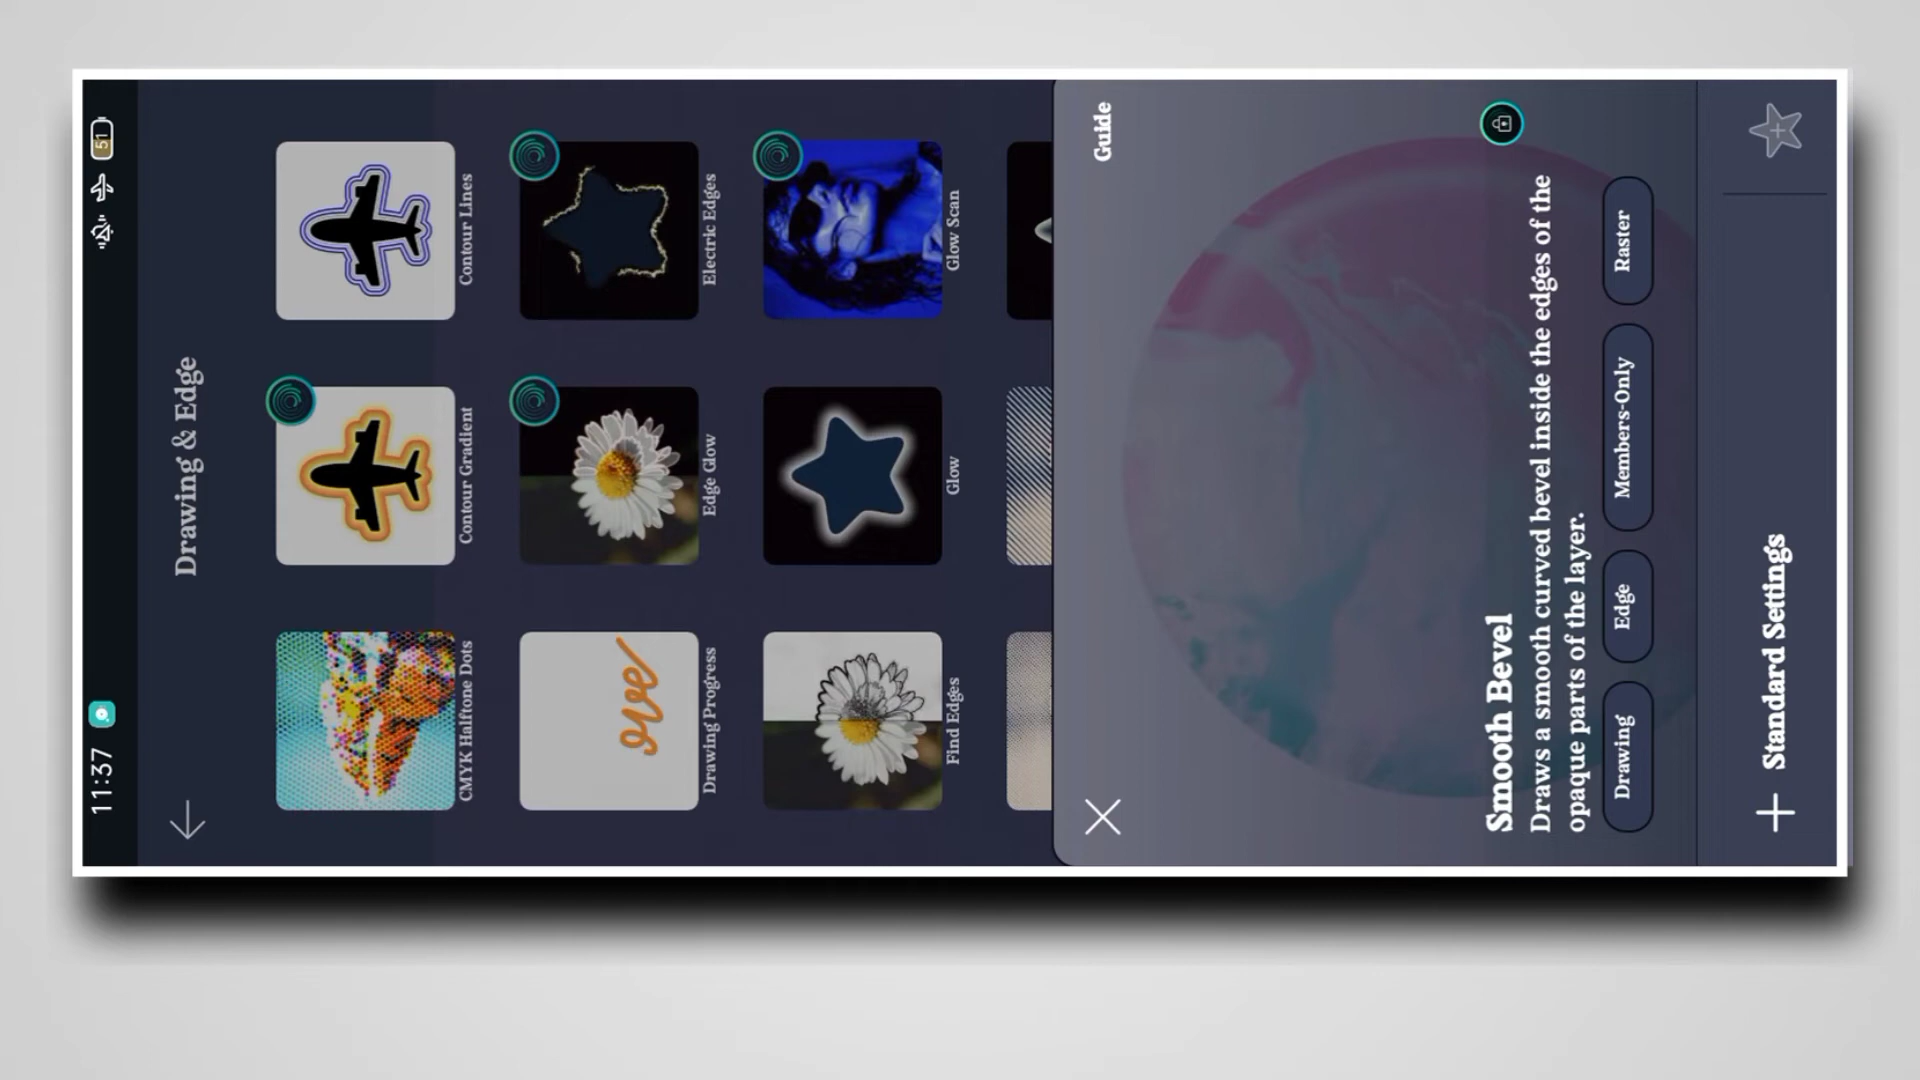 11:37
51
Drawing & Edge
CMYK Halftone Dots
Contour Gradient
Contour Lines
Drawing Progress
Edge Glow
Electric Edges
Find Edges
Glow
Glow Scan
Guide
Smooth Bevel
Draws a smooth curved bevel inside the edges of the
opaque parts of the layer.
Drawing
Edge
Members-Only
Raster
Standard Settings
ove